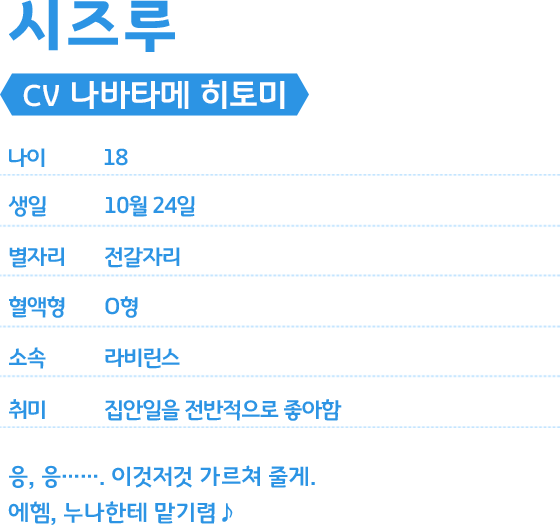 시즈루
CV 나바타메 히토미
나이 18
생일 10월 24일
별자리 전갈자리
혈액형 O형
소속 라비린스
취미 집안일을 전반적으로 좋아함
응, 응……. 이것저것 가르쳐 줄게.
에헴, 누나한테 맡기렴♪